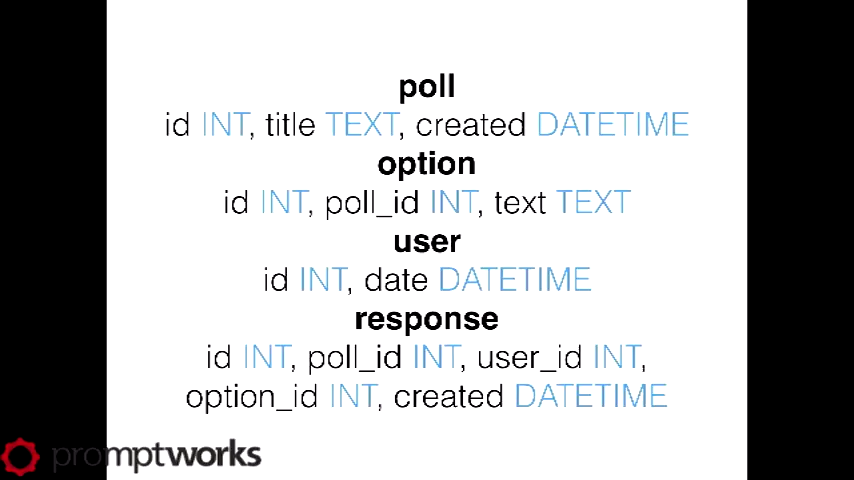 poll
id INT, title TEXT, created DATETIME
option
id INT, poll_id INT, text TEXT
user
id INT, date DATETIME
response
id INT, poll_id INT, user_id INT,
option_id INT, created DATETIME
promptworks